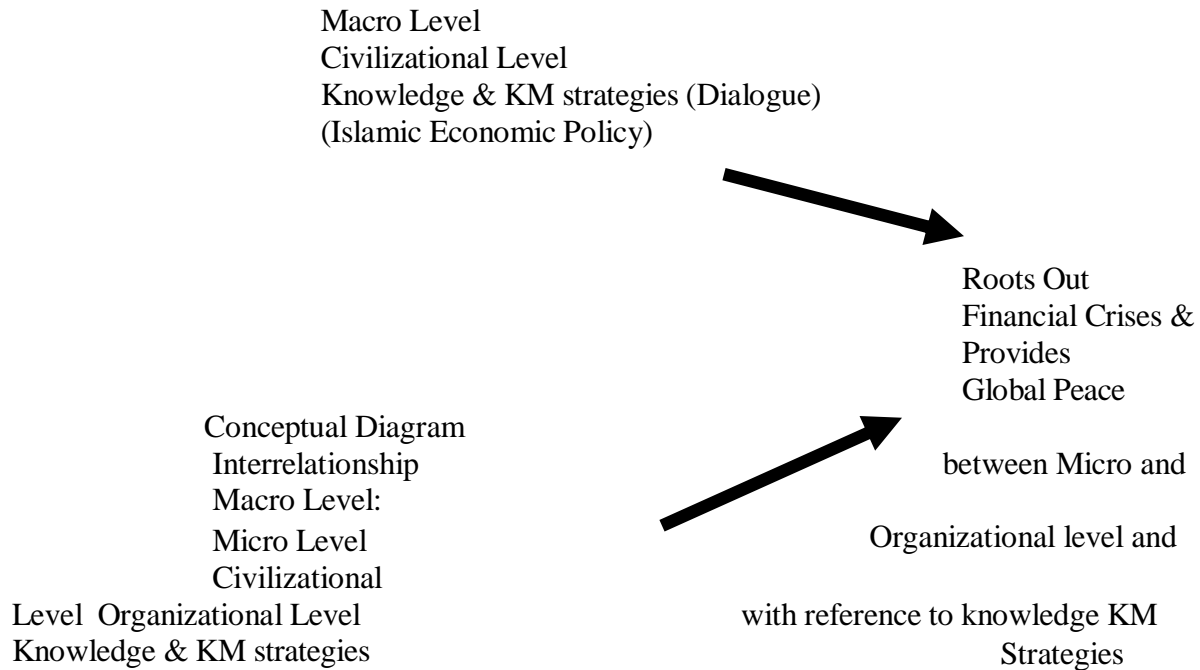 Macro Level
Civilizational Level
Knowledge & KM strategies (Dialogue)
(Islamic Economic Policy)
Roots Out
Financial Crises &
Provides
Global Peace
Conceptual Diagram
Interrelationship between Micro and
Macro Level:
Micro Level Organizational level and
Civilizational
Level Organizational Level with reference to knowledge KM
Knowledge & KM strategies Strategies